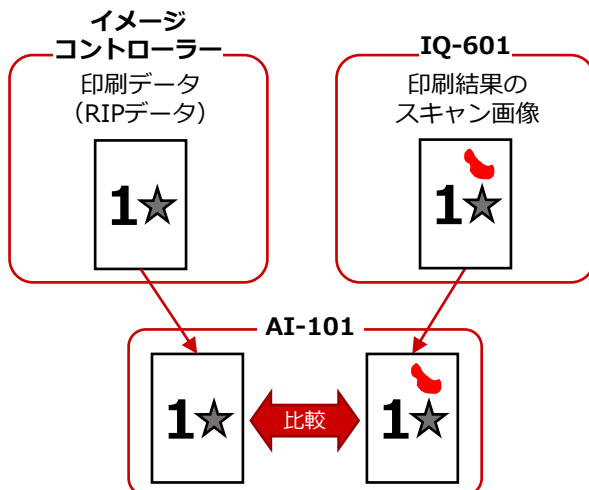 イメージ
コントローラー
印刷データ
（RIPデータ）
1
IQ-601
印刷結果の
スキャン画像
1
AI-101
1
比較
1